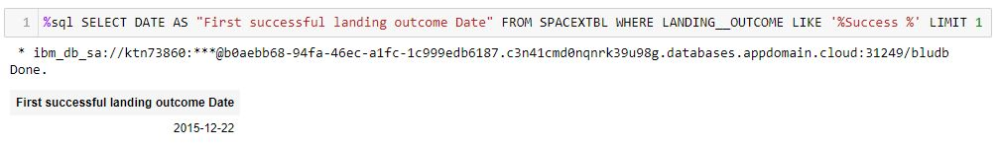 1 %sql SELECT DATE AS "First successful landing outcome Date" FROM SPACEXTBL WHERE LANDING__OUTCOME LIKE '%Success %' LIMIT 1
* ibm_db_sa://ktn73860:***@b0aebb68-94fa-46ec-a1fc-1c999edb6187.c3n41cmd0nqnrk39u98g.databases.appdomain.cloud:31249/bludb
Done.
First successful landing outcome Date
2015-12-22